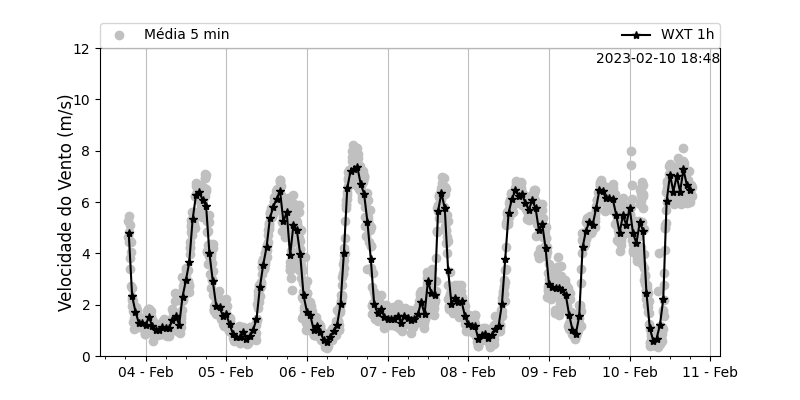 Média 5 min
WXT 1h
2023-02-10 18:48
Velocidade do Vento (m/s)
12
10
8
6
4
2
0
04 - Feb
05 - Feb
06 - Feb
07 - Feb
08 - Feb
09 - Feb
10 - Feb
11 - Feb